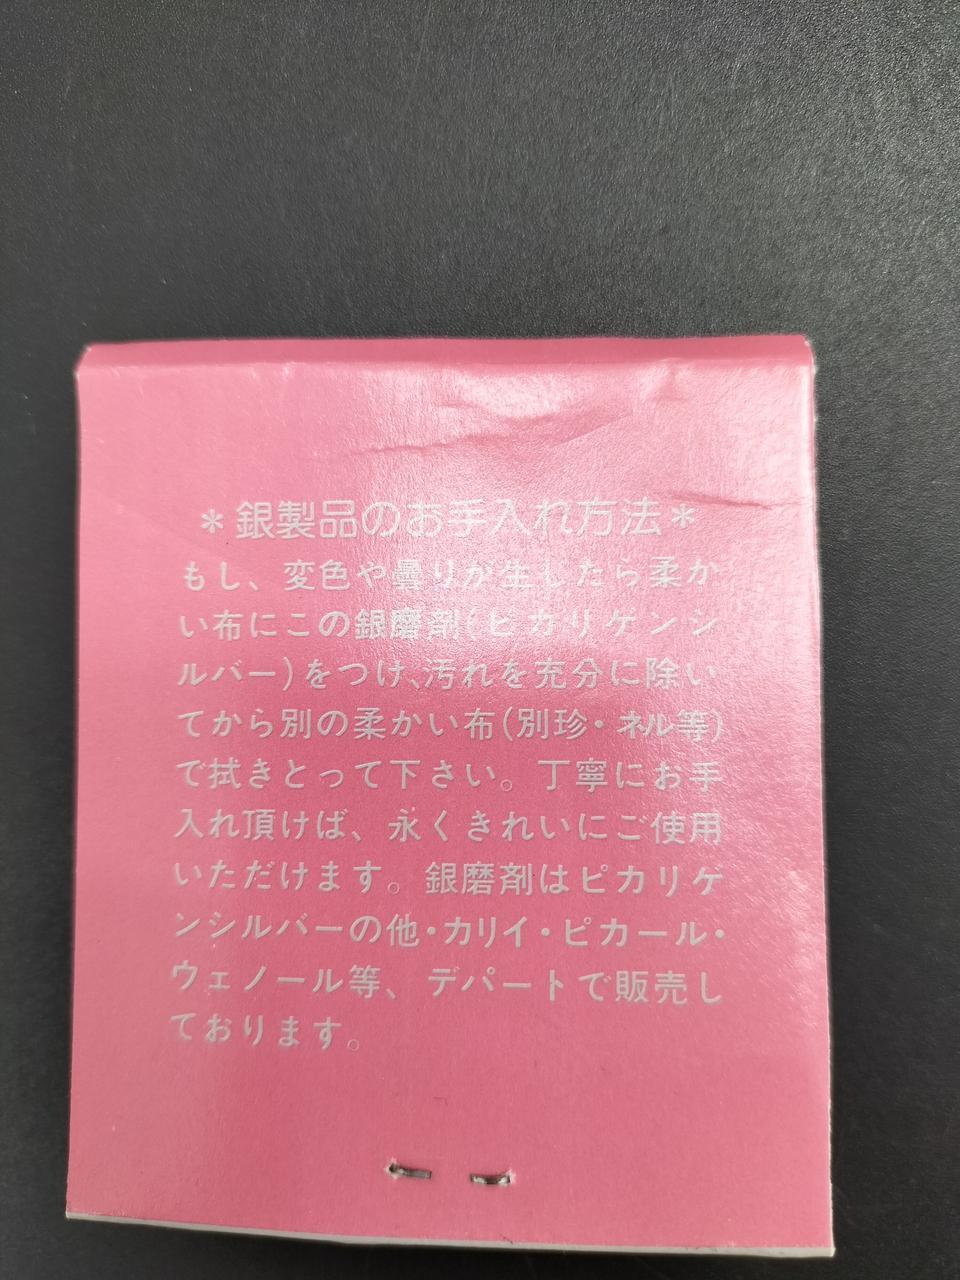 *銀製品のお手入れ方法*
もし、変色や曇りが生じたら柔か
い布にこの銀磨剤(ピカリケンシ
ルバー)をつけ、汚れを充分に除い
てから別の柔かい布(別珍・ネル等)
で拭きとって下さい。丁寧にお手
入れ頂けば、永くきれいにご使用
いただけます。銀磨剤はピカリケ
ンシルバーの他・カリイ・ピカール・
ウェノール等、デパートで販売し
ております。